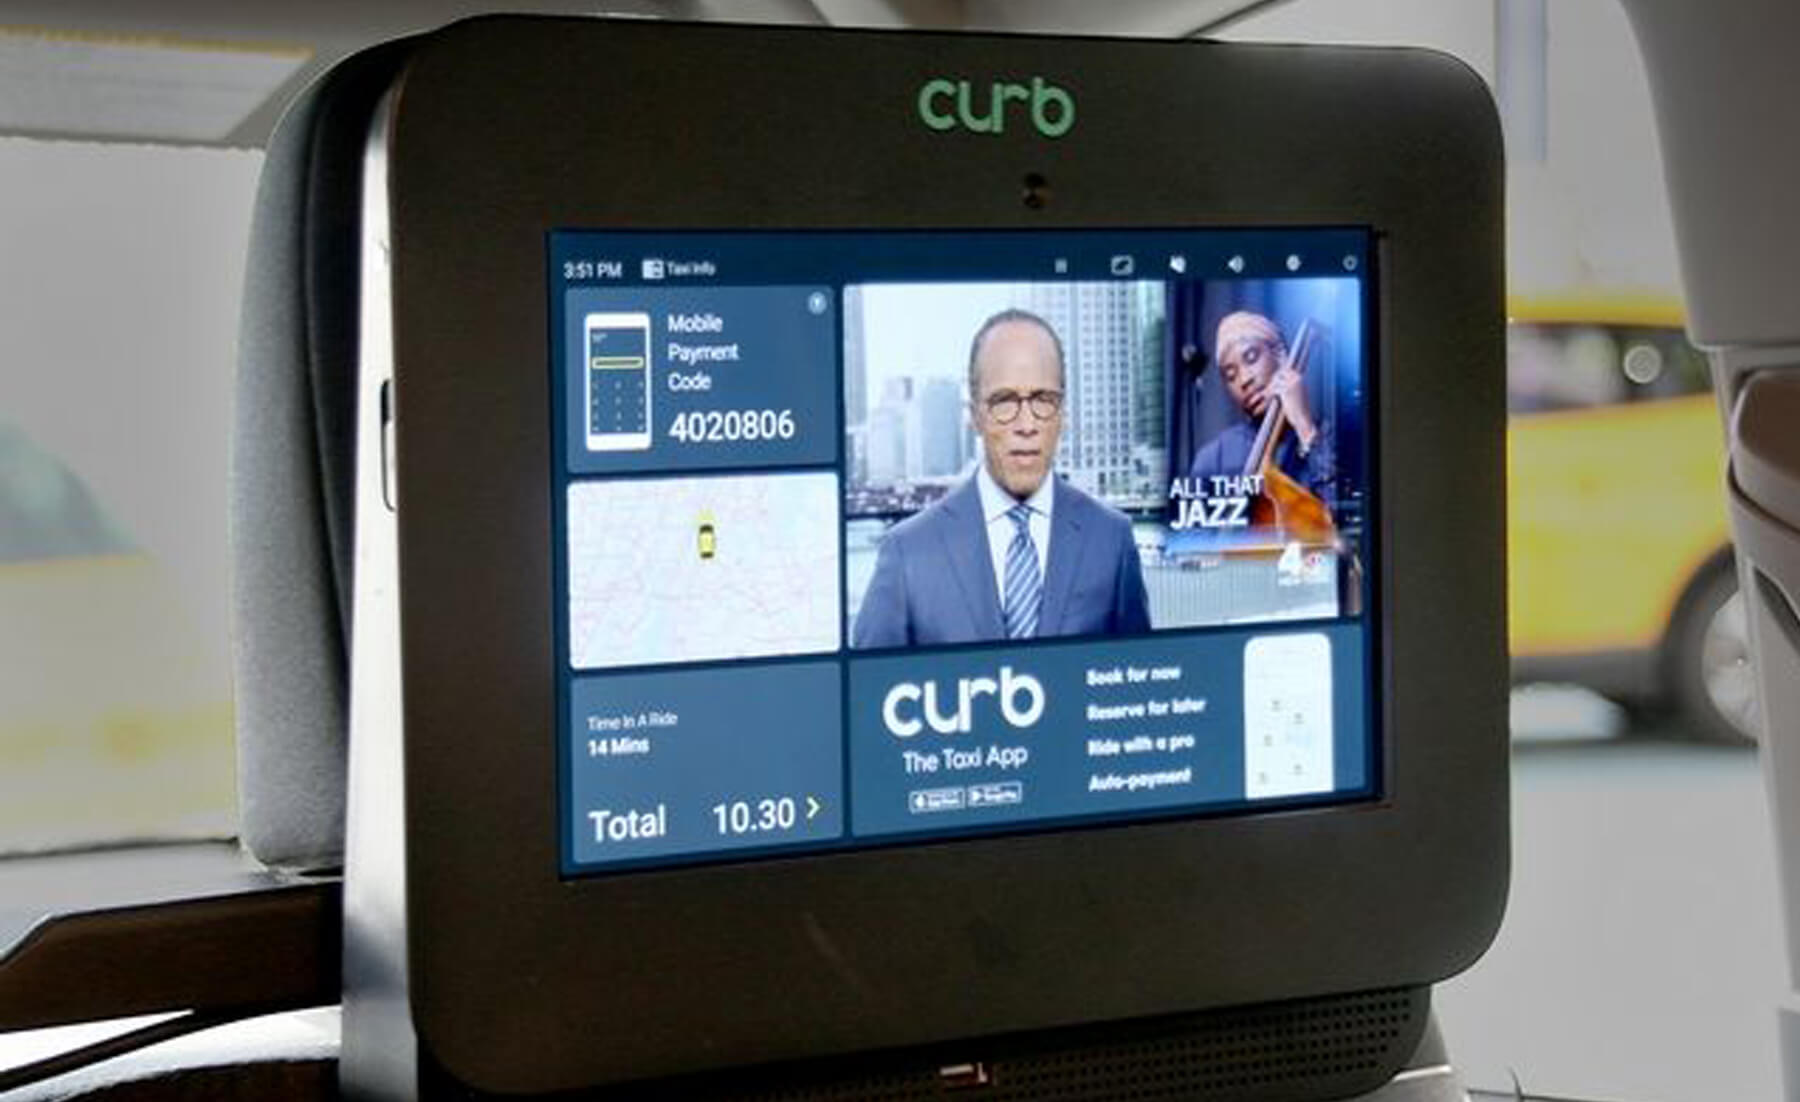 curb
3:51 PM Taxi Info
Mobile
Payment
Code
4020806
ALL THAT
JAZZ
4
Time In A Ride
14 Mins
Total 10.30
curb
The Taxi App
Book for now
Reserve for later
Ride with a pro
Auto-payment